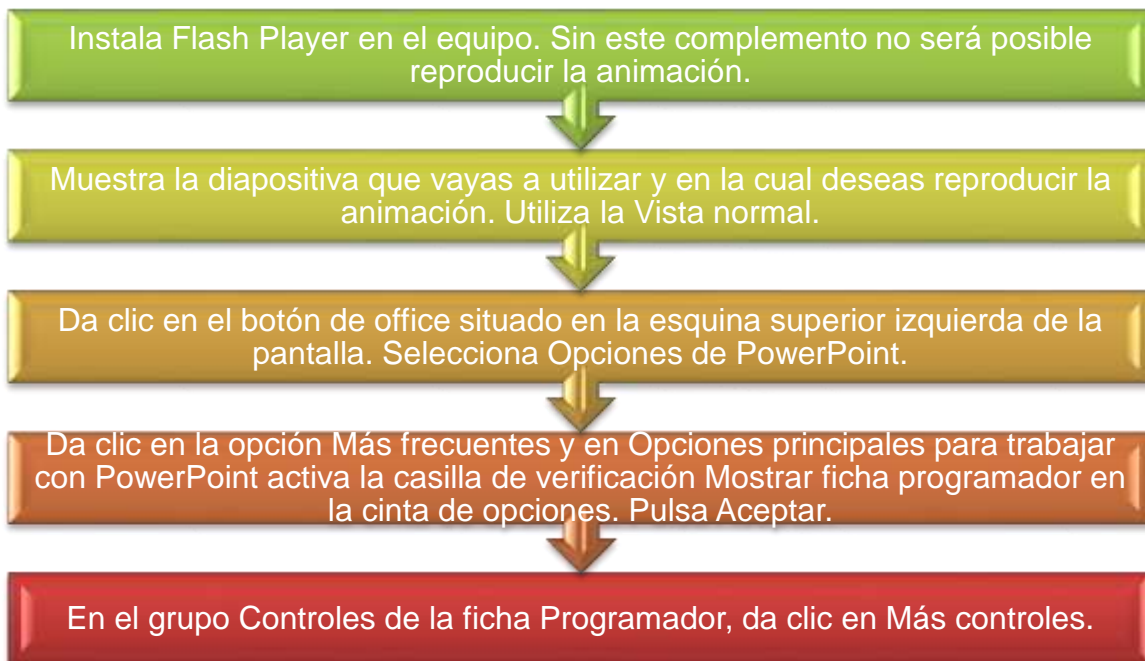 Instala Flash Player en el equipo. Sin este complemento no será posible
reproducir la animación.
Muestra la diapositiva que vayas a utilizar y en la cual deseas reproducir la
animación. Utiliza la Vista normal.
Da clic en el botón de office situado en la esquina superior izquierda de la
pantalla. Selecciona Opciones de PowerPoint.
Da clic en la opción Más frecuentes y en Opciones principales para trabajar
con PowerPoint activa la casilla de verificación Mostrar ficha programador en
la cinta de opciones. Pulsa Aceptar.
En el grupo Controles de la ficha Programador, da clic en Más controles.